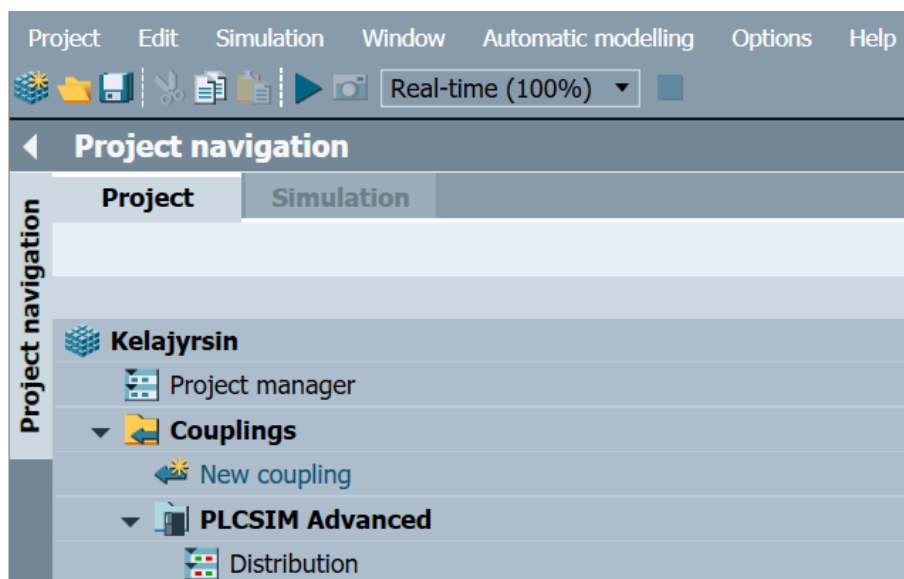 Project Edit Simulation Window Automatic modelling Options Help
Real-time (100%)
Project navigation
Project Simulation
Project navigation
Kelajyrsin
Project manager
Couplings
New coupling
PLCSIM Advanced
Distribution